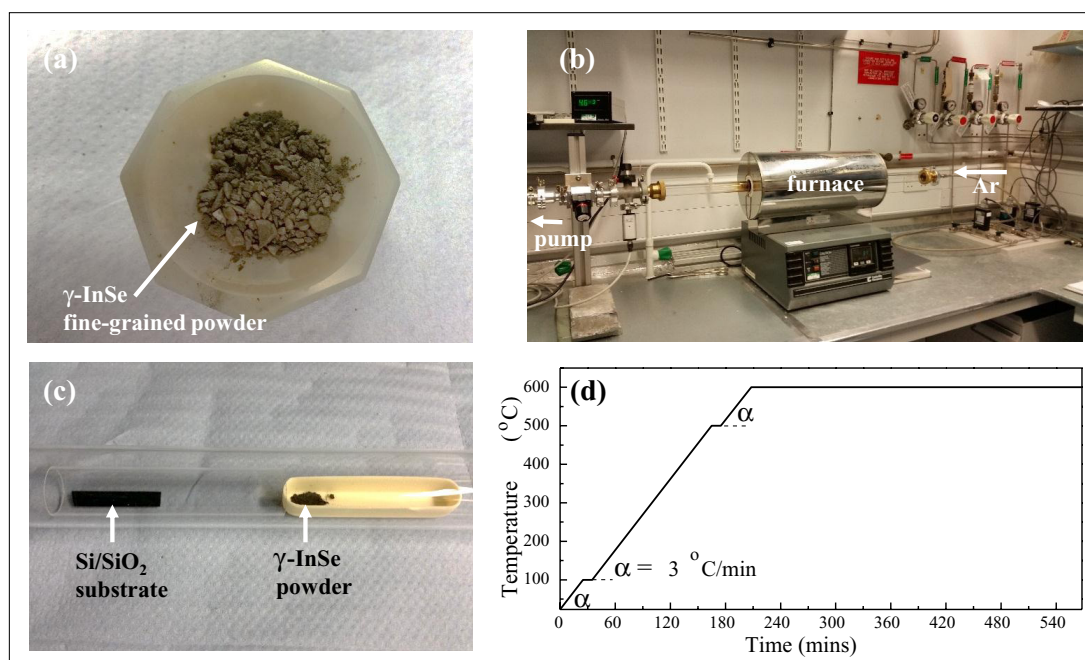 (a)
γ-InSe
fine-grained powder
(b)
furnace
Ar
pump
(c)
Si/SiO₂
substrate
γ-InSe
powder
(d)
Temperature (°C)
600
500
400
300
200
100
α
α = 3 °C/min
α
0 60 120 180 240 300 360 420 480 540
Time (mins)